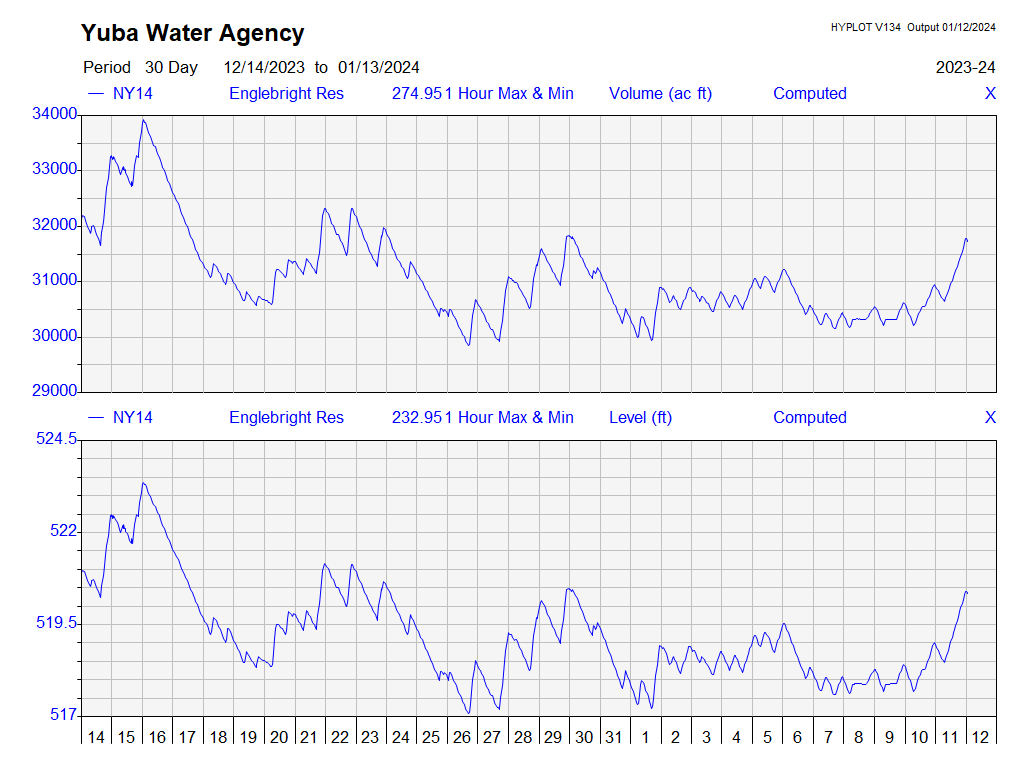 Yuba Water Agency
HYPLOT V134 Output 01/12/2024
Period 30 Day 12/14/2023 to 01/13/2024
2023-24
NY14 Englebright Res 274.951 Hour Max & Min Volume (ac ft) Computed X
34000
33000
32000
31000
30000
29000
NY14 Englebright Res 232.951 Hour Max & Min Level (ft) Computed X
524.5
522
519.5
517
14 15 16 17 18 19 20 21 22 23 24 25 26 27 28 29 30 31 1 2 3 4 5 6 7 8 9 10 11 12